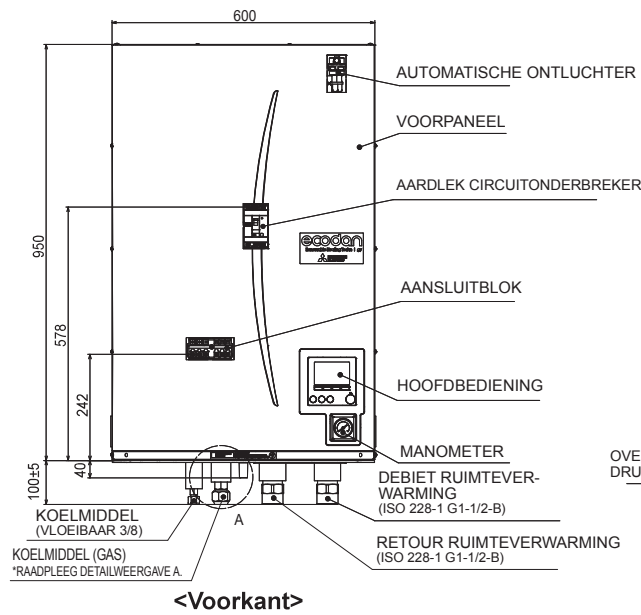 600
AUTOMATISCHE ONTLUCHTER
VOORPANEEL
AARDLEK CIRCUITONDERBREKER
ecodan
AANSLUITBLOK
950
578
242
HOOFDBEDIENING
MANOMETER
40
100±5
OVE
DRU
DEBIET RUIMTEVER-
WARMING
(ISO 228-1 G1-1/2-B)
KOELMIDDEL
(VLOEIBAAR 3/8)
A
RETOUR RUIMTEVERWARMING
(ISO 228-1 G1-1/2-B)
KOELMIDDEL (GAS)
*RAADPLEEG DETAILWEERGAVE A.
<Voorkant>